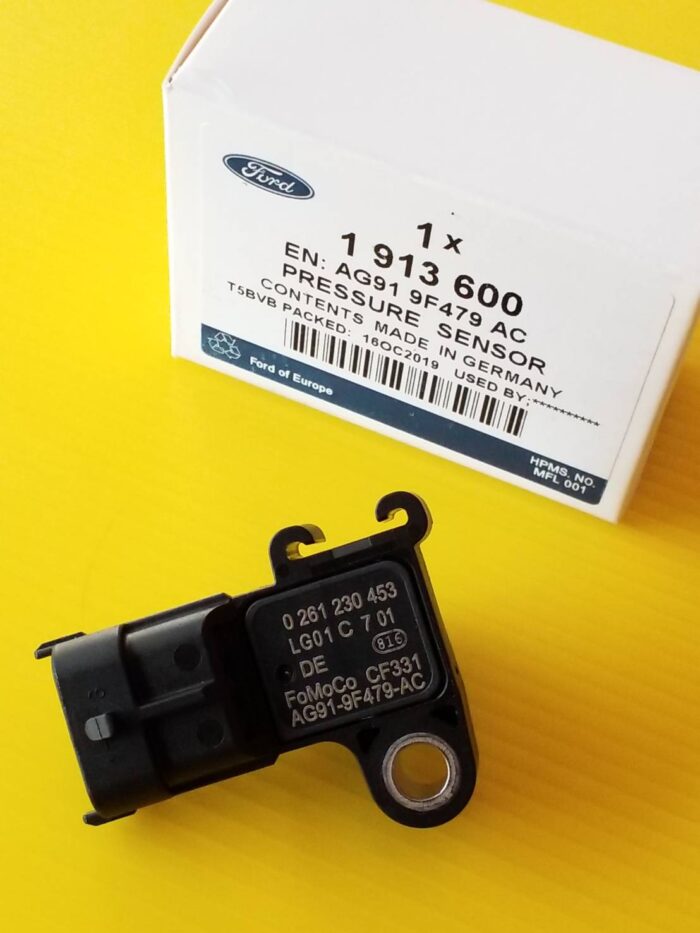 Ford
1 x
1 913 600
EN: AG91 9F479 AC
PRESSURE SENSOR
CONTENTS MADE IN GERMANY
T5BVB PACKED: 16OC2019 USED BY:**********
Ford of Europe
HPMS. NO.
MFL 001
0 261 230 453
LG01 C 7 01
816
DE
FoMoCo CF331
AG91-9F479-AC